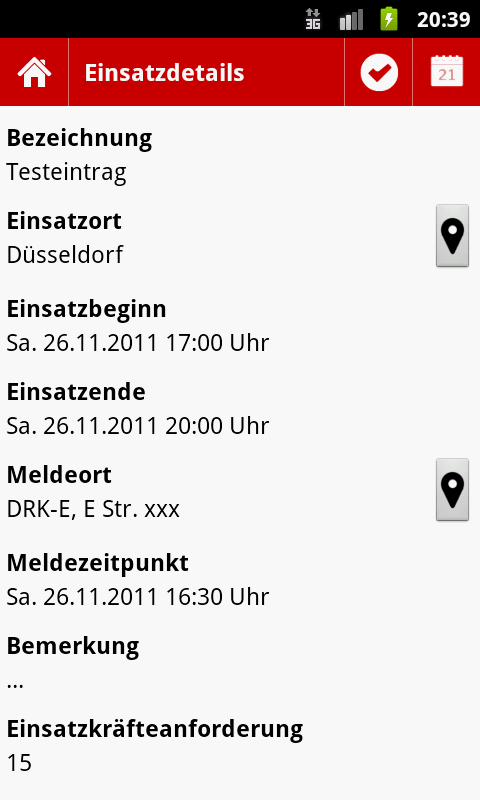 3G 20:39
Einsatzdetails 21
Bezeichnung
Testeintrag
Einsatzort
Düsseldorf
Einsatzbeginn
Sa. 26.11.2011 17:00 Uhr
Einsatzende
Sa. 26.11.2011 20:00 Uhr
Meldeort
DRK-E, E Str. xxx
Meldezeitpunkt
Sa. 26.11.2011 16:30 Uhr
Bemerkung
...
Einsatzkräfteanforderung
15